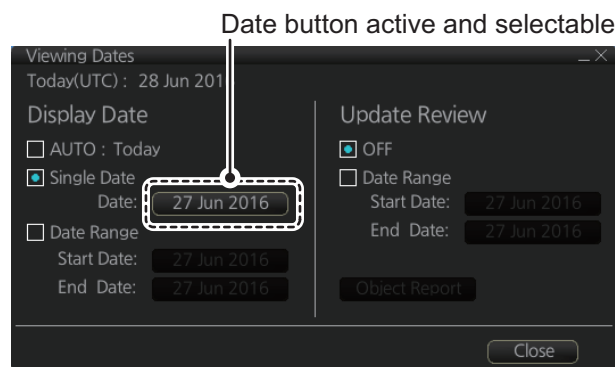 Date button active and selectable
Viewing Dates
Today(UTC) : 28 Jun 201
Display Date
AUTO : Today
Single Date
Date: 27 Jun 2016
Date Range
Start Date: 27 Jun 2016
End Date: 27 Jun 2016
Update Review
OFF
Date Range
Start Date: 27 Jun 2016
End Date: 27 Jun 2016
Object Report
Close